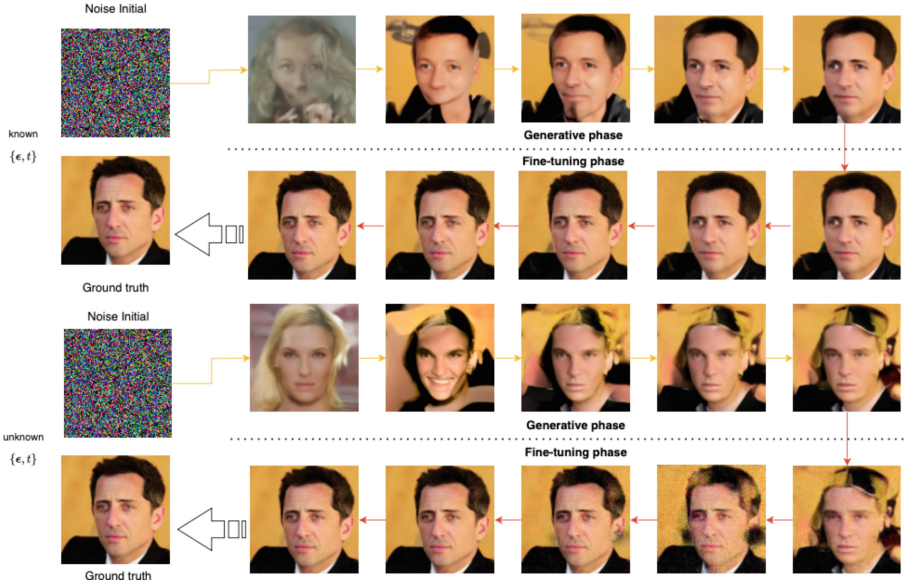 Noise Initial
Generative phase
known
{ϵ, t}
Fine-tuning phase
Ground truth
Noise Initial
Generative phase
unknown
{ϵ, t}
Fine-tuning phase
Ground truth